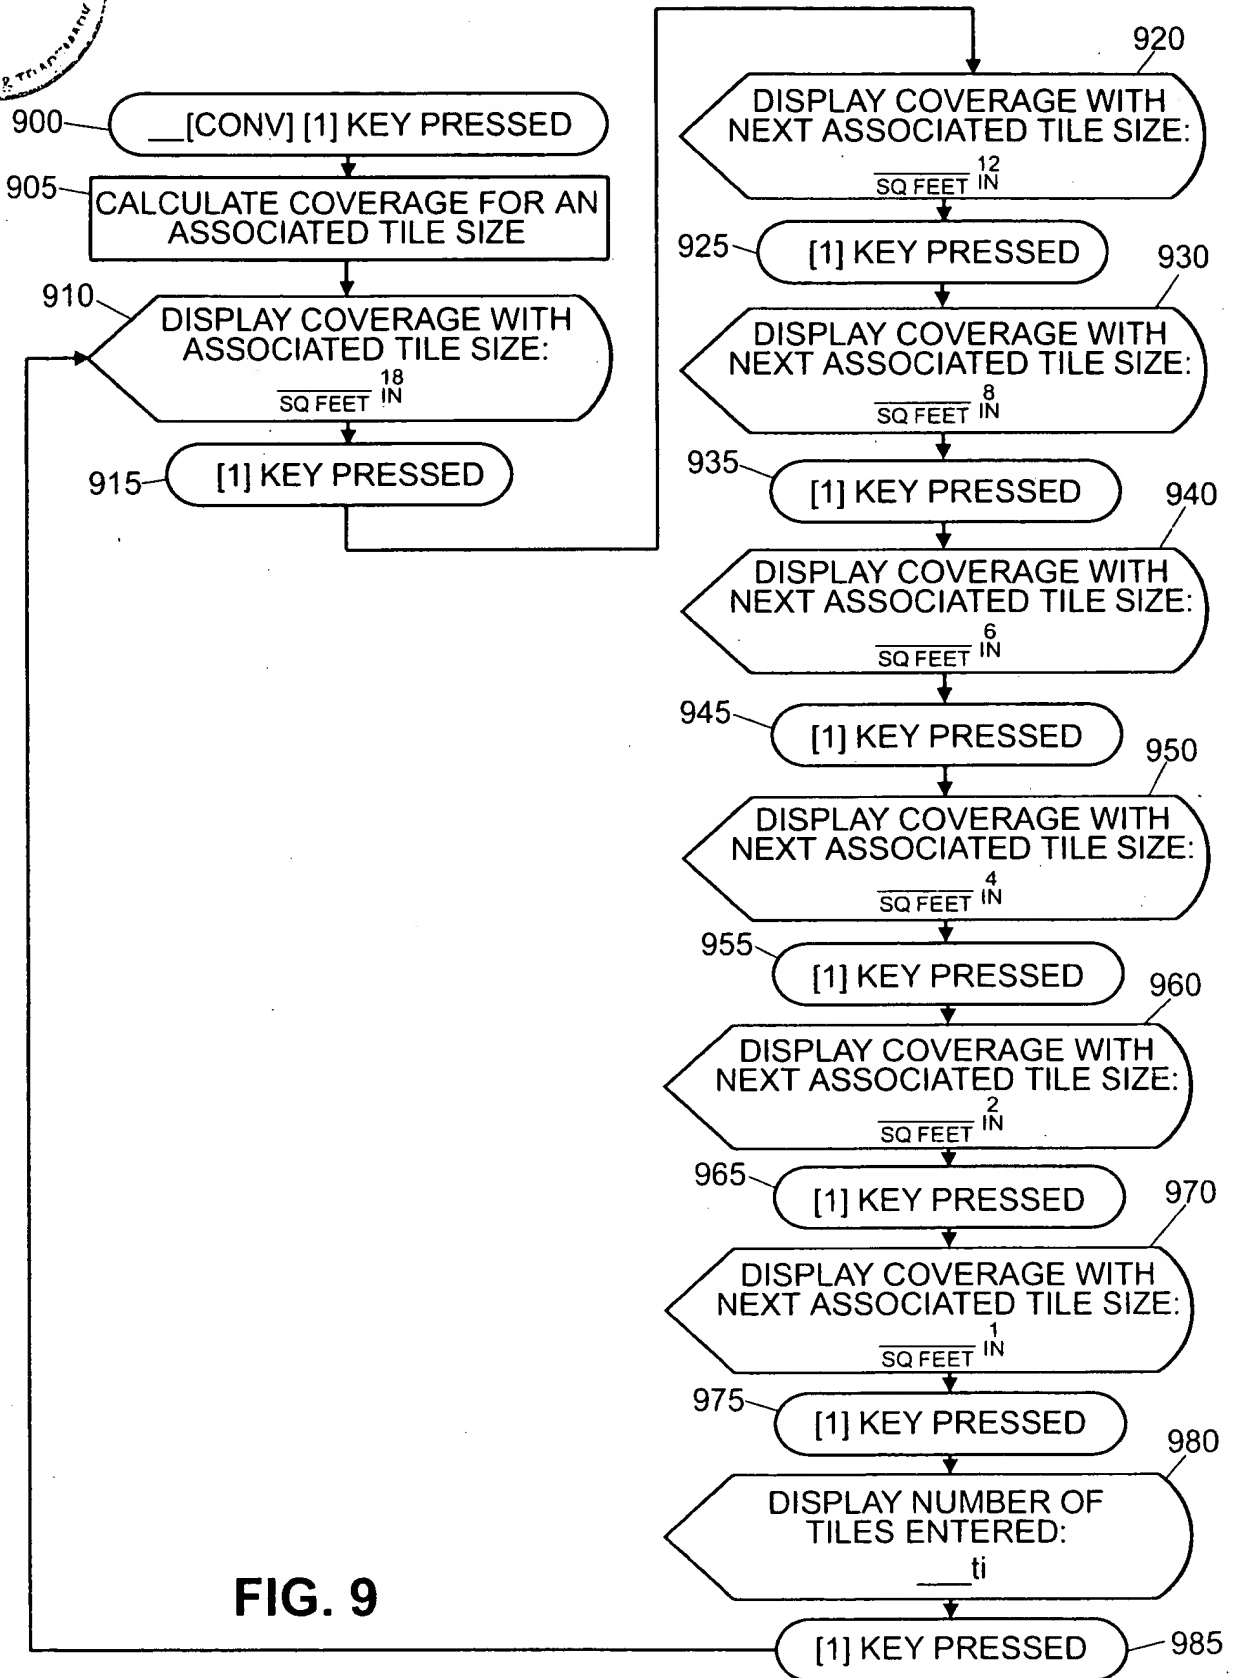 900
__[CONV] [1] KEY PRESSED
905
CALCULATE COVERAGE FOR AN
ASSOCIATED TILE SIZE
910
DISPLAY COVERAGE WITH
ASSOCIATED TILE SIZE:
SQ FEET 18 IN
915
[1] KEY PRESSED
920
DISPLAY COVERAGE WITH
NEXT ASSOCIATED TILE SIZE:
SQ FEET 12 IN
925
[1] KEY PRESSED
930
DISPLAY COVERAGE WITH
NEXT ASSOCIATED TILE SIZE:
SQ FEET 8 IN
935
[1] KEY PRESSED
940
DISPLAY COVERAGE WITH
NEXT ASSOCIATED TILE SIZE:
SQ FEET 6 IN
945
[1] KEY PRESSED
950
DISPLAY COVERAGE WITH
NEXT ASSOCIATED TILE SIZE:
SQ FEET 4 IN
955
[1] KEY PRESSED
960
DISPLAY COVERAGE WITH
NEXT ASSOCIATED TILE SIZE:
SQ FEET 2 IN
965
[1] KEY PRESSED
970
DISPLAY COVERAGE WITH
NEXT ASSOCIATED TILE SIZE:
SQ FEET 1 IN
975
[1] KEY PRESSED
980
DISPLAY NUMBER OF
TILES ENTERED:
___ti
[1] KEY PRESSED
985
FIG. 9